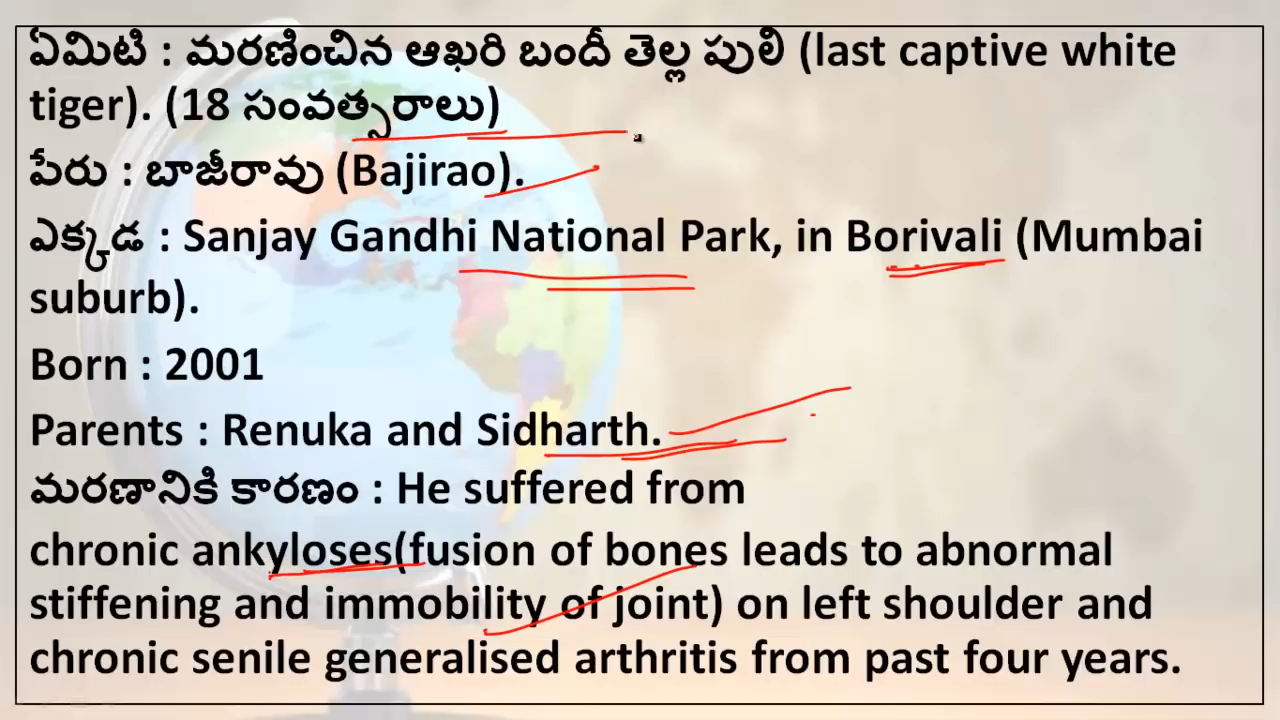 ఏమిటి : మరణించిన ఆఖరి బందీ తెల్ల పులి (last captive white
tiger). (18 సంవత్సరాలు)
పేరు : బాజీరావు (Bajirao).
ఎక్కడ : Sanjay Gandhi National Park, in Borivali (Mumbai
suburb).
Born : 2001
Parents : Renuka and Sidharth.
మరణానికి కారణం : He suffered from
chronic ankyloses(fusion of bones leads to abnormal
stiffening and immobility of joint) on left shoulder and
chronic senile generalised arthritis from past four years.